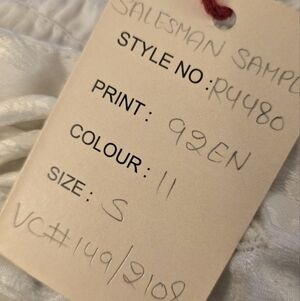 SALESMAN SAMPL
STYLE NO: R4480
PRINT: 92EN
COLOUR: 11
SIZE: S
VC#149/2108